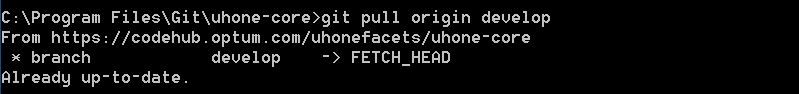 C:\Program Files\Git\uhone-core>git pull origin develop
From https://codehub.optum.com/uhonefacets/uhone-core
 * branch            develop    -> FETCH_HEAD
Already up-to-date.